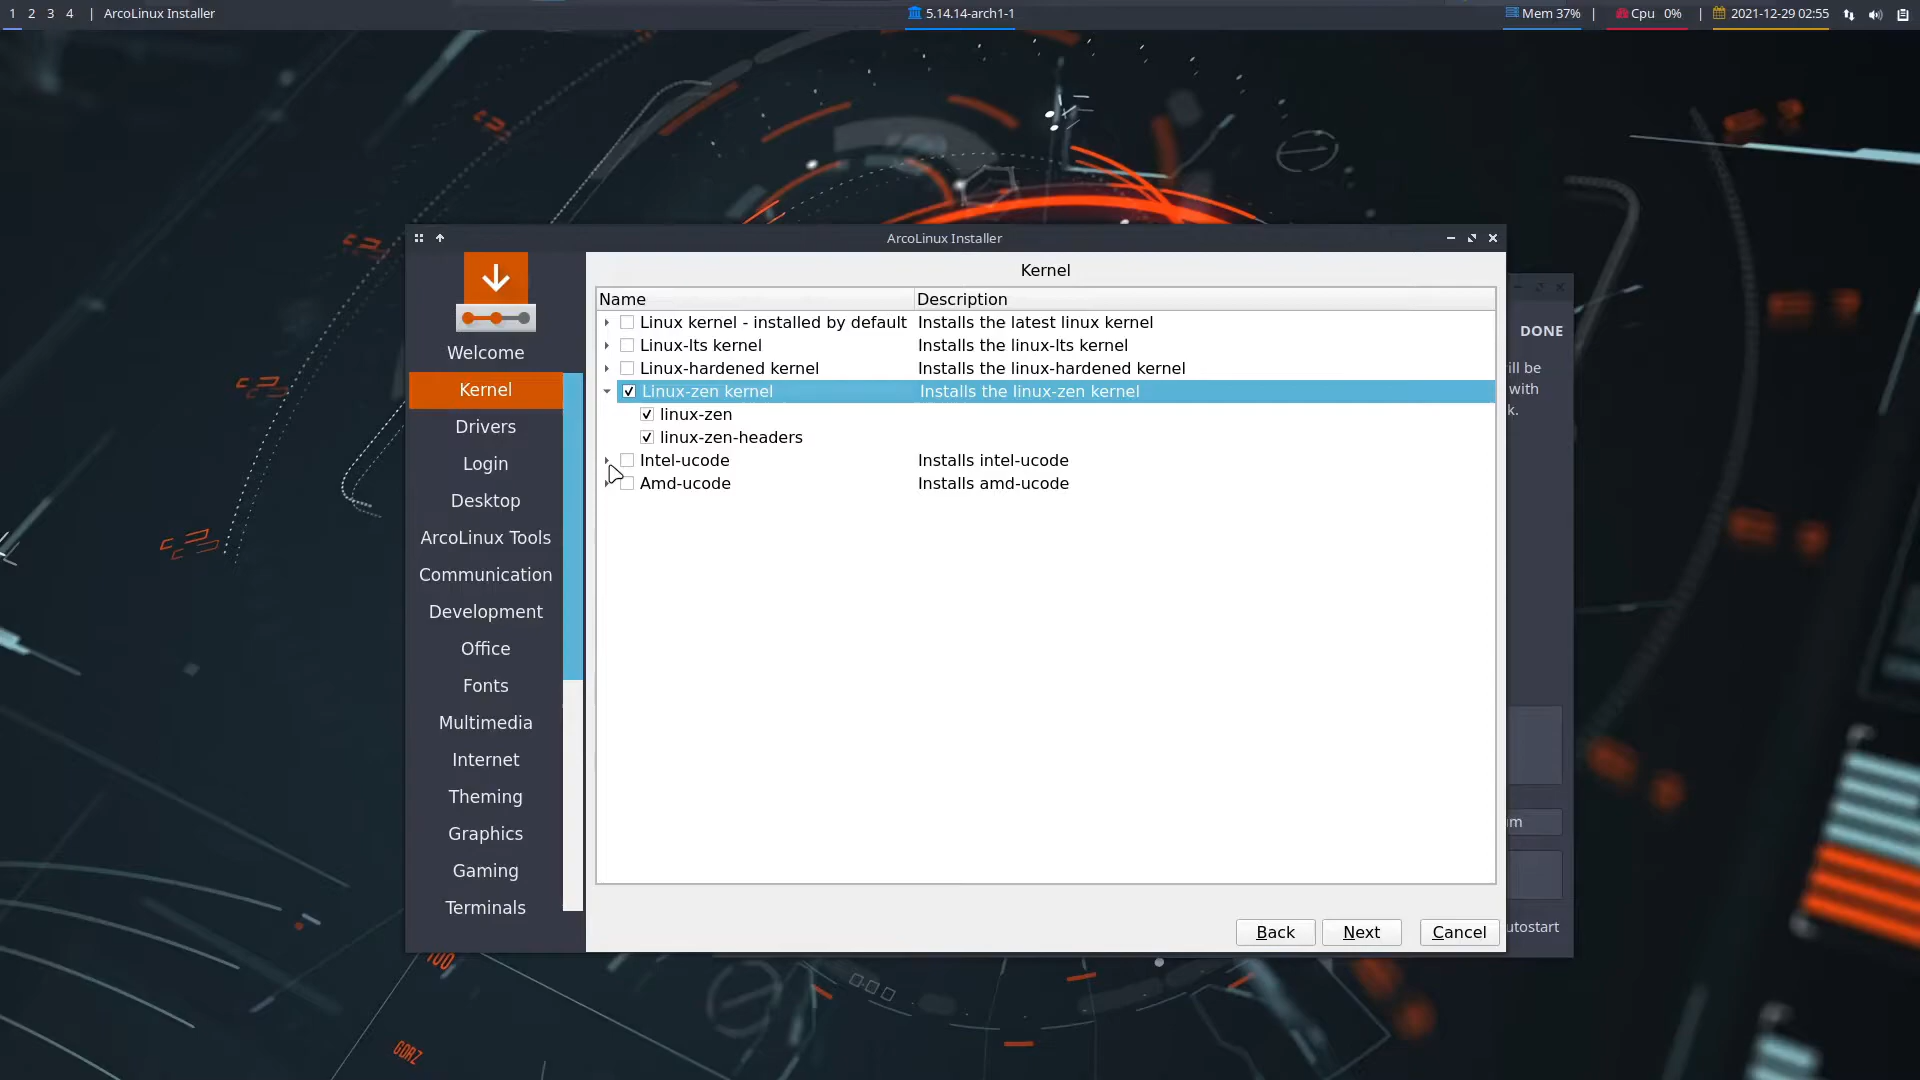 1 2 3 4 | ArcoLinux Installer
5.14.14-arch1-1
Mem 37% | Cpu 0% | 2021-12-29 02:55
ArcoLinux Installer
Welcome
Kernel
Drivers
Login
Desktop
ArcoLinux Tools
Communication
Development
Office
Fonts
Multimedia
Internet
Theming
Graphics
Gaming
Terminals
Kernel
Name Description
Linux kernel - installed by default Installs the latest linux kernel
Linux-lts kernel Installs the linux-lts kernel
Linux-hardened kernel Installs the linux-hardened kernel
Linux-zen kernel Installs the linux-zen kernel
linux-zen
linux-zen-headers
Intel-ucode Installs intel-ucode
Amd-ucode Installs amd-ucode
Back Next Cancel
DONE
ill be
with
k.
utostart
GORZ